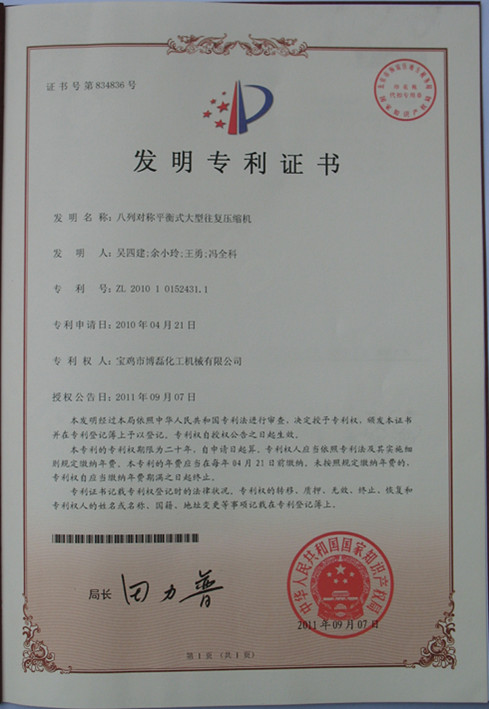 证书号第834836号
发明专利证书
发明名称：八列对称平衡式大型往复压缩机
发明人：吴四建;余小玲;王勇;冯全科
专利号：ZL 2010 1 0152431.1
专利申请日：2010年04月21日
专利权人：宝鸡市博磊化工机械有限公司
授权公告日：2011年09月07日
本发明经过本局依照中华人民共和国专利法进行审查，决定授予专利权，颁发本证书
并在专利登记簿上予以登记。专利权自授权公告之日起生效。
本专利的专利权期限为二十年，自申请日起算。专利权人应当依照专利法及其实施细
则规定缴纳年费。本专利的年费应当在每年04月21日前缴纳。未按照规定缴纳年费的，
专利权自应当缴纳年费期满之日起终止。
专利证书记载专利权登记时的法律状况。专利权的转移、质押、无效、终止、恢复和
专利权人的姓名或名称、国籍、地址变更等事项记载在专利登记簿上。
局长
田力普
中华人民共和国国家知识产权局
2011年09月07日
第1页（共1页）